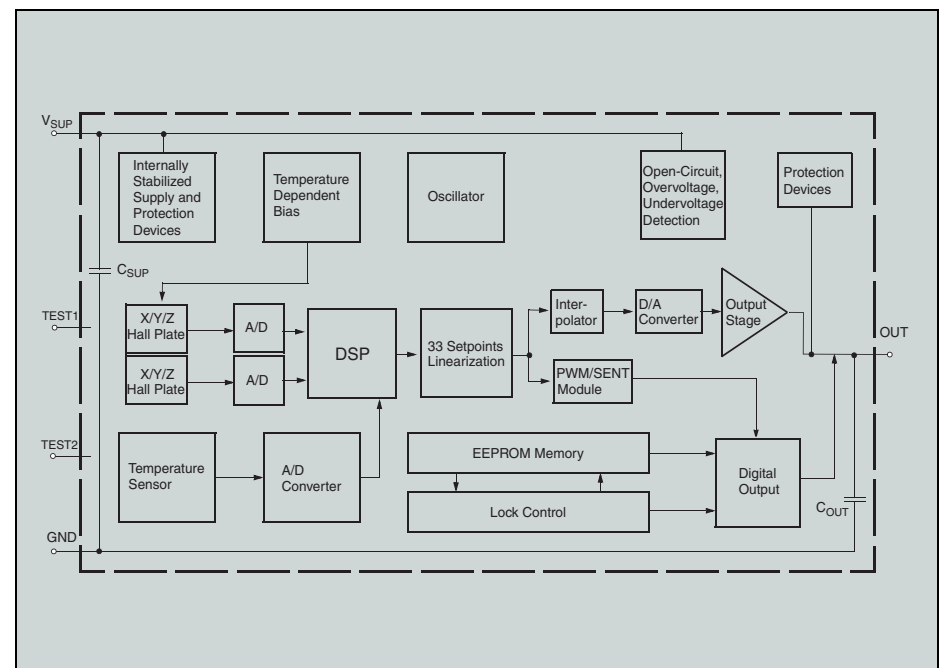 VSUP
Internally
Stabilized
Supply and
Protection
Devices
Temperature
Dependent
Bias
Oscillator
Open-Circuit,
Overvoltage,
Undervoltage
Detection
Protection
Devices
CSUP
TEST1
X/Y/Z
Hall Plate
A/D
DSP
33 Setpoints
Linearization
Inter-
polator
D/A
Converter
Output
Stage
OUT
X/Y/Z
Hall Plate
A/D
PWM/SENT
Module
TEST2
Temperature
Sensor
A/D
Converter
EEPROM Memory
Lock Control
Digital
Output
COUT
GND